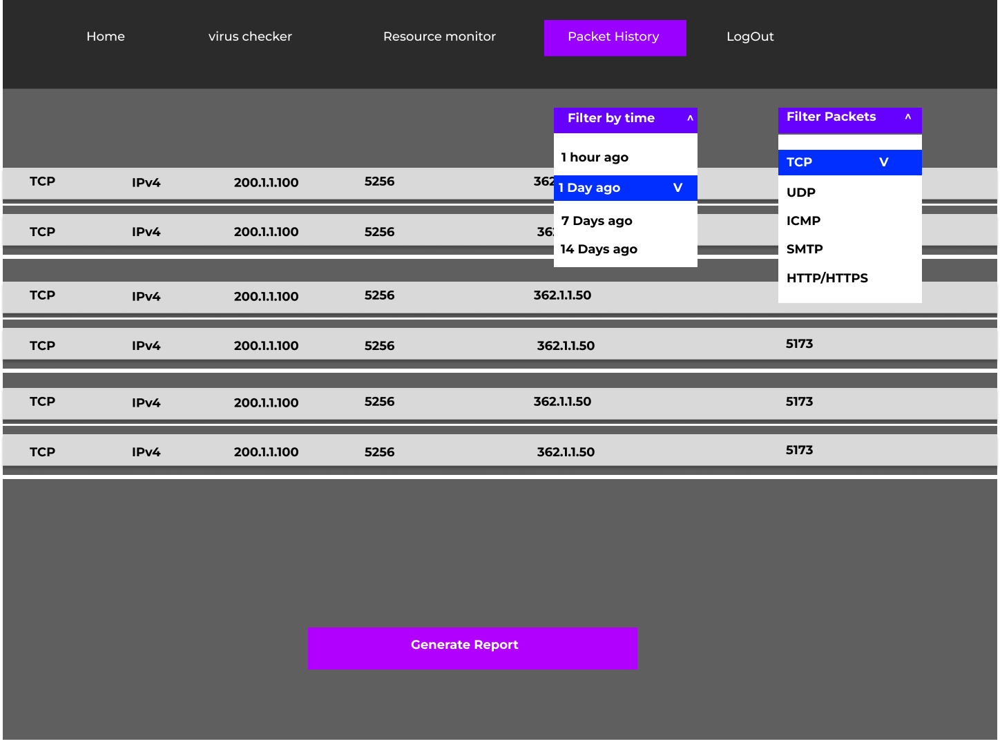 Home virus checker Resource monitor Packet History LogOut
Filter by time ^ Filter Packets ^
1 hour ago
TCP V
TCP IPv4 200.1.1.100 5256 362
1 Day ago V
UDP
7 Days ago ICMP
TCP IPv4 200.1.1.100 5256 36
14 Days ago SMTP
HTTP/HTTPS
TCP IPv4 200.1.1.100 5256 362.1.1.50
TCP IPv4 200.1.1.100 5256 362.1.1.50 5173
TCP IPv4 200.1.1.100 5256 362.1.1.50 5173
TCP IPv4 200.1.1.100 5256 362.1.1.50 5173
Generate Report